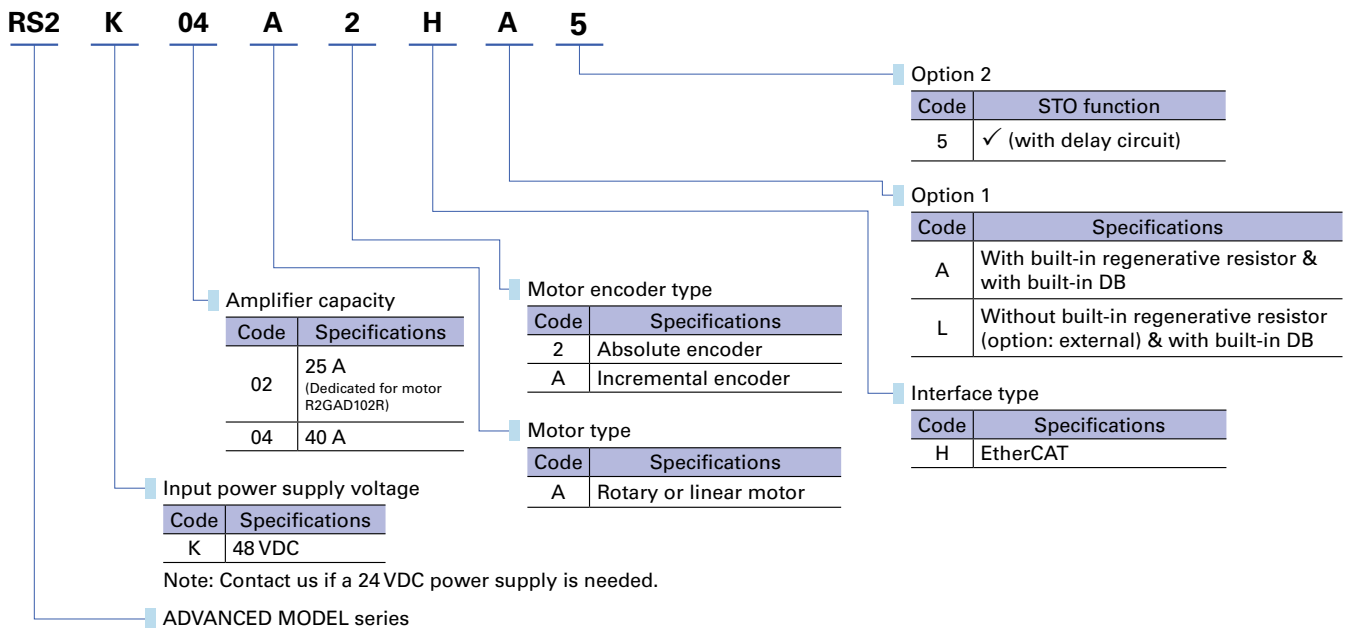 RS2 K 04 A 2 H A 5
Option 2
Code STO function
5 ✓ (with delay circuit)
Option 1
Code Specifications
A With built-in regenerative resistor &
with built-in DB
L Without built-in regenerative resistor
(option: external) & with built-in DB
Interface type
Code Specifications
H EtherCAT
Motor encoder type
Code Specifications
2 Absolute encoder
A Incremental encoder
Motor type
Code Specifications
A Rotary or linear motor
Amplifier capacity
Code Specifications
02 25 A
(Dedicated for motor
R2GAD102R)
04 40 A
Input power supply voltage
Code Specifications
K 48 VDC
Note: Contact us if a 24 VDC power supply is needed.
ADVANCED MODEL series